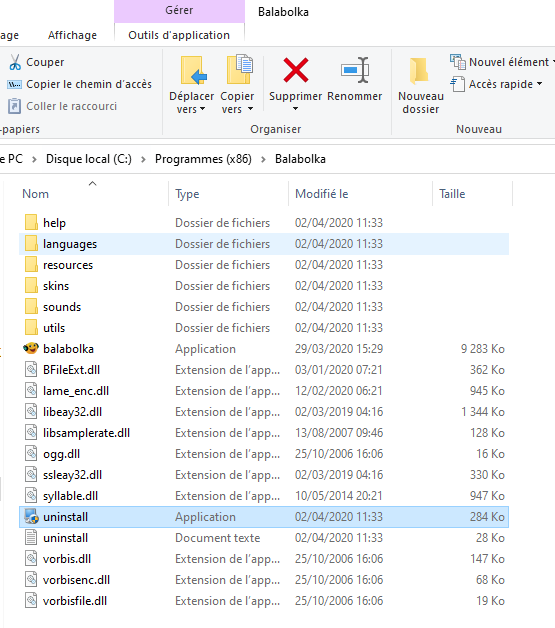 Gérer
Balabolka
age
Affichage
Outils d'application
Couper
Copier le chemin d'accès
Coller le raccourci
-papiers
Déplacer vers
Copier vers
Supprimer
Renommer
Organiser
Nouveau dossier
Nouvel élément
Accès rapide
Nouveau
e PC > Disque local (C:) > Programmes (x86) > Balabolka
Nom Type Modifié le Taille
help Dossier de fichiers 02/04/2020 11:33
languages Dossier de fichiers 02/04/2020 11:33
resources Dossier de fichiers 02/04/2020 11:33
skins Dossier de fichiers 02/04/2020 11:33
sounds Dossier de fichiers 02/04/2020 11:33
utils Dossier de fichiers 02/04/2020 11:33
balabolka Application 29/03/2020 15:29 9 283 Ko
BFileExt.dll Extension de l'app... 03/01/2020 07:21 362 Ko
lame_enc.dll Extension de l'app... 12/02/2020 06:21 945 Ko
libeay32.dll Extension de l'app... 02/03/2019 04:16 1 344 Ko
libsamplerate.dll Extension de l'app... 13/08/2007 09:46 128 Ko
ogg.dll Extension de l'app... 25/10/2006 16:06 16 Ko
ssleay32.dll Extension de l'app... 02/03/2019 04:16 330 Ko
syllable.dll Extension de l'app... 10/05/2014 20:21 947 Ko
uninstall Application 02/04/2020 11:33 284 Ko
uninstall Document texte 02/04/2020 11:33 28 Ko
vorbis.dll Extension de l'app... 25/10/2006 16:06 147 Ko
vorbisenc.dll Extension de l'app... 25/10/2006 16:06 68 Ko
vorbisfile.dll Extension de l'app... 25/10/2006 16:06 19 Ko